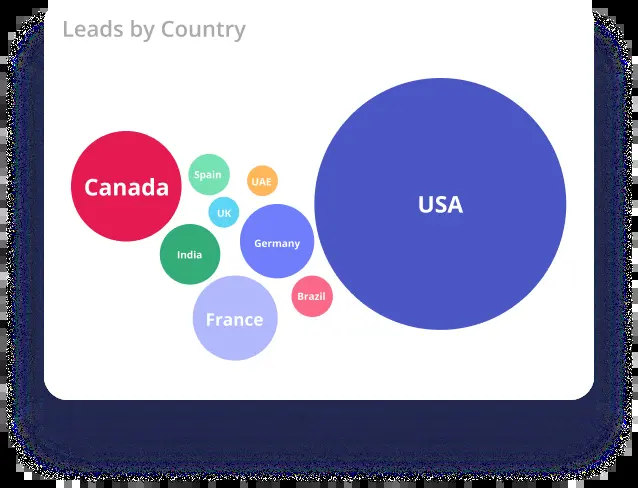 Leads by Country
Canada
Spain
UAE
UK
USA
India
Germany
Brazil
France